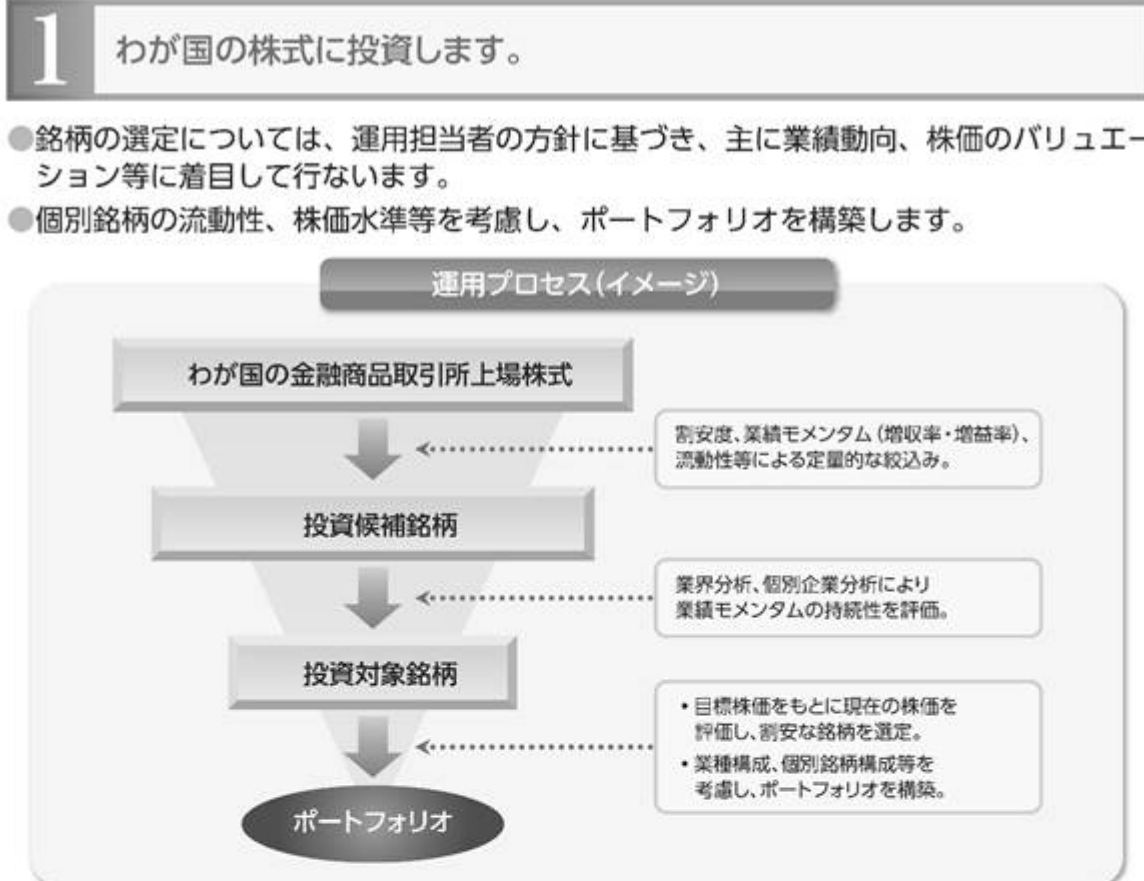 1
わが国の株式に投資します。
●銘柄の選定については、運用担当者の方針に基づき、主に業績動向、株価のバリュエー
ション等に着目して行ないます。
●個別銘柄の流動性、株価水準等を考慮し、ポートフォリオを構築します。
運用プロセス(イメージ)
わが国の金融商品取引所上場株式
割安度、業績モメンタム(増収率・増益率)、
流動性等による定量的な絞込み。
投資候補銘柄
業界分析、個別企業分析により
業績モメンタムの持続性を評価。
投資対象銘柄
・目標株価をもとに現在の株価を
評価し、割安な銘柄を選定。
・業種構成、個別銘柄構成等を
考慮し、ポートフォリオを構築。
ポートフォリオ